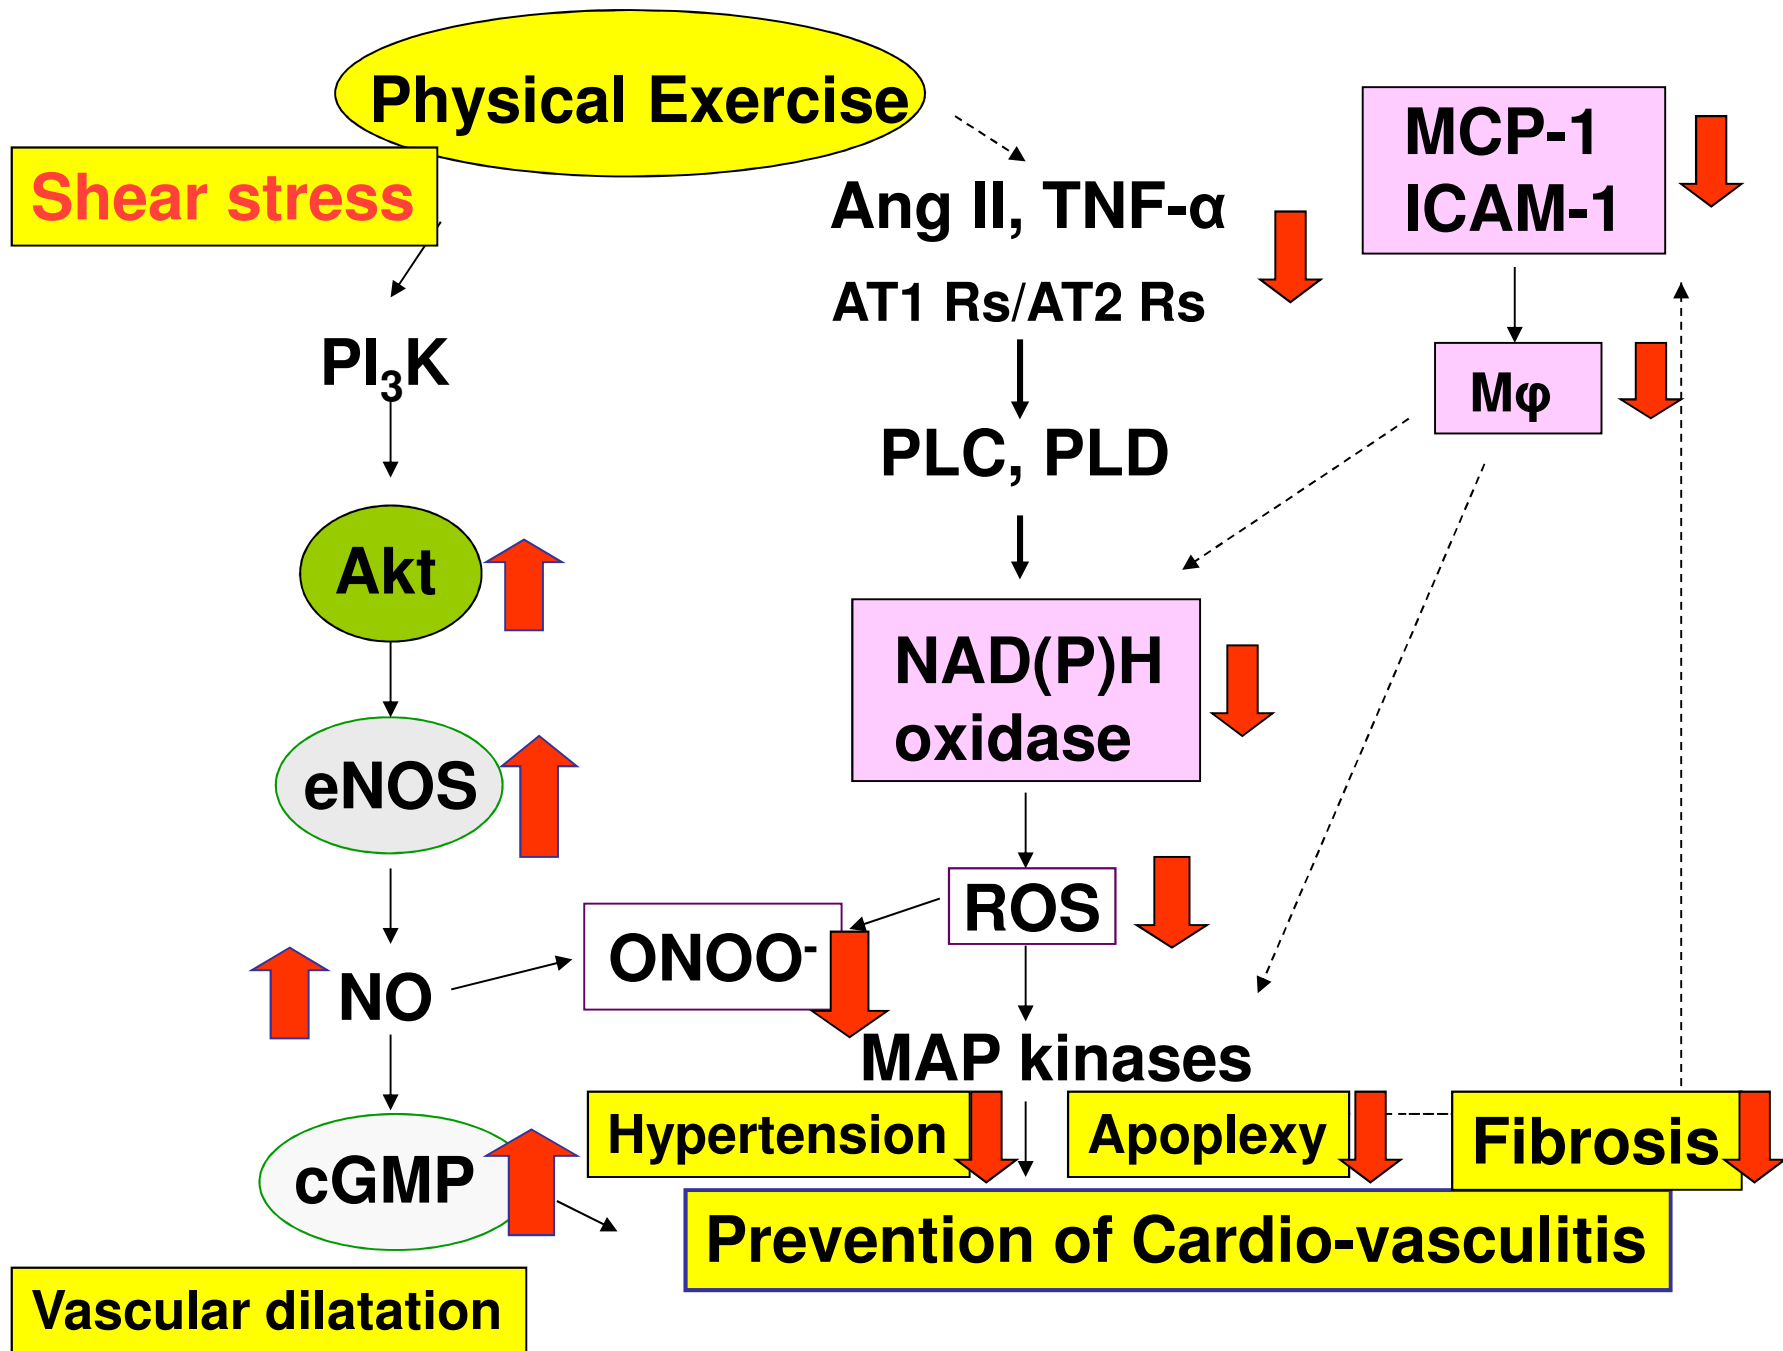 Physical Exercise
Shear stress
PI₃K
Akt
eNOS
NO
cGMP
Vascular dilatation
Ang II, TNF-α
AT1 Rs/AT2 Rs
PLC, PLD
NAD(P)H
oxidase
ROS
ONOO⁻
MAP kinases
MCP-1
ICAM-1
Mφ
Hypertension
Apoplexy
Fibrosis
Prevention of Cardio-vasculitis